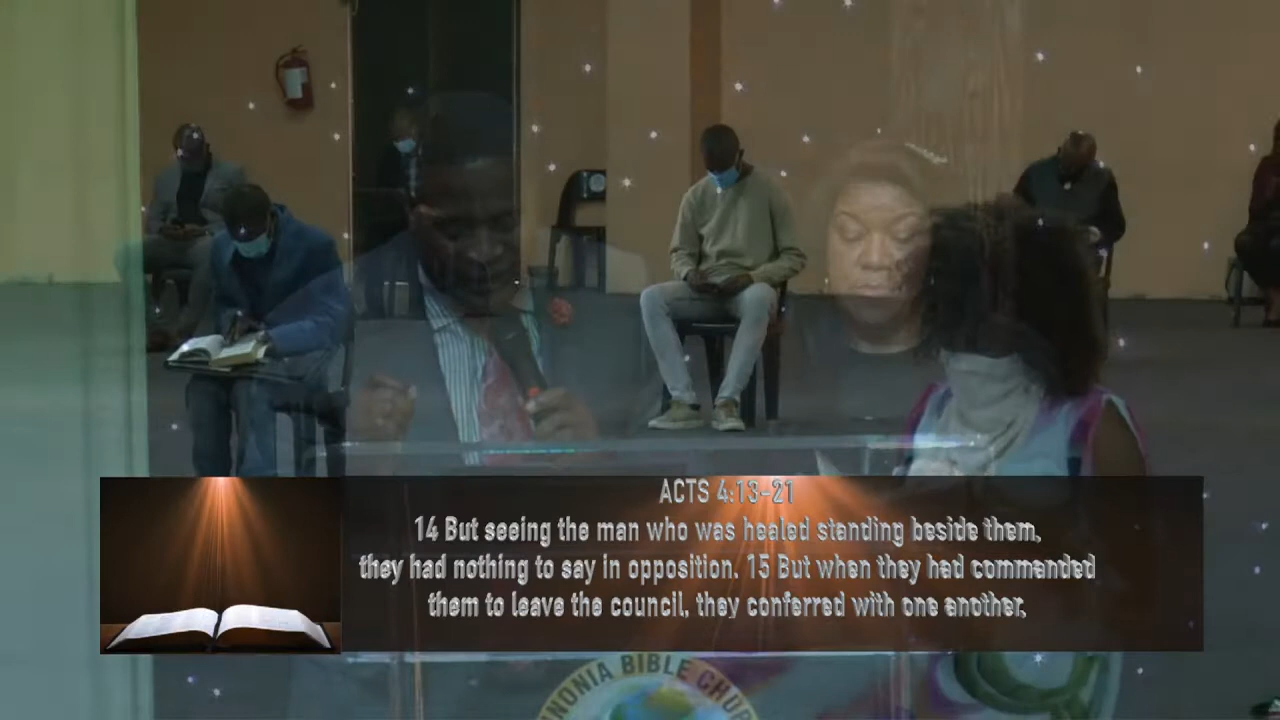 ACTS 4:13-21
14 But seeing the man who was healed standing beside them,
they had nothing to say in opposition. 15 But when they had commanded
them to leave the council, they conferred with one another,
BIBLE